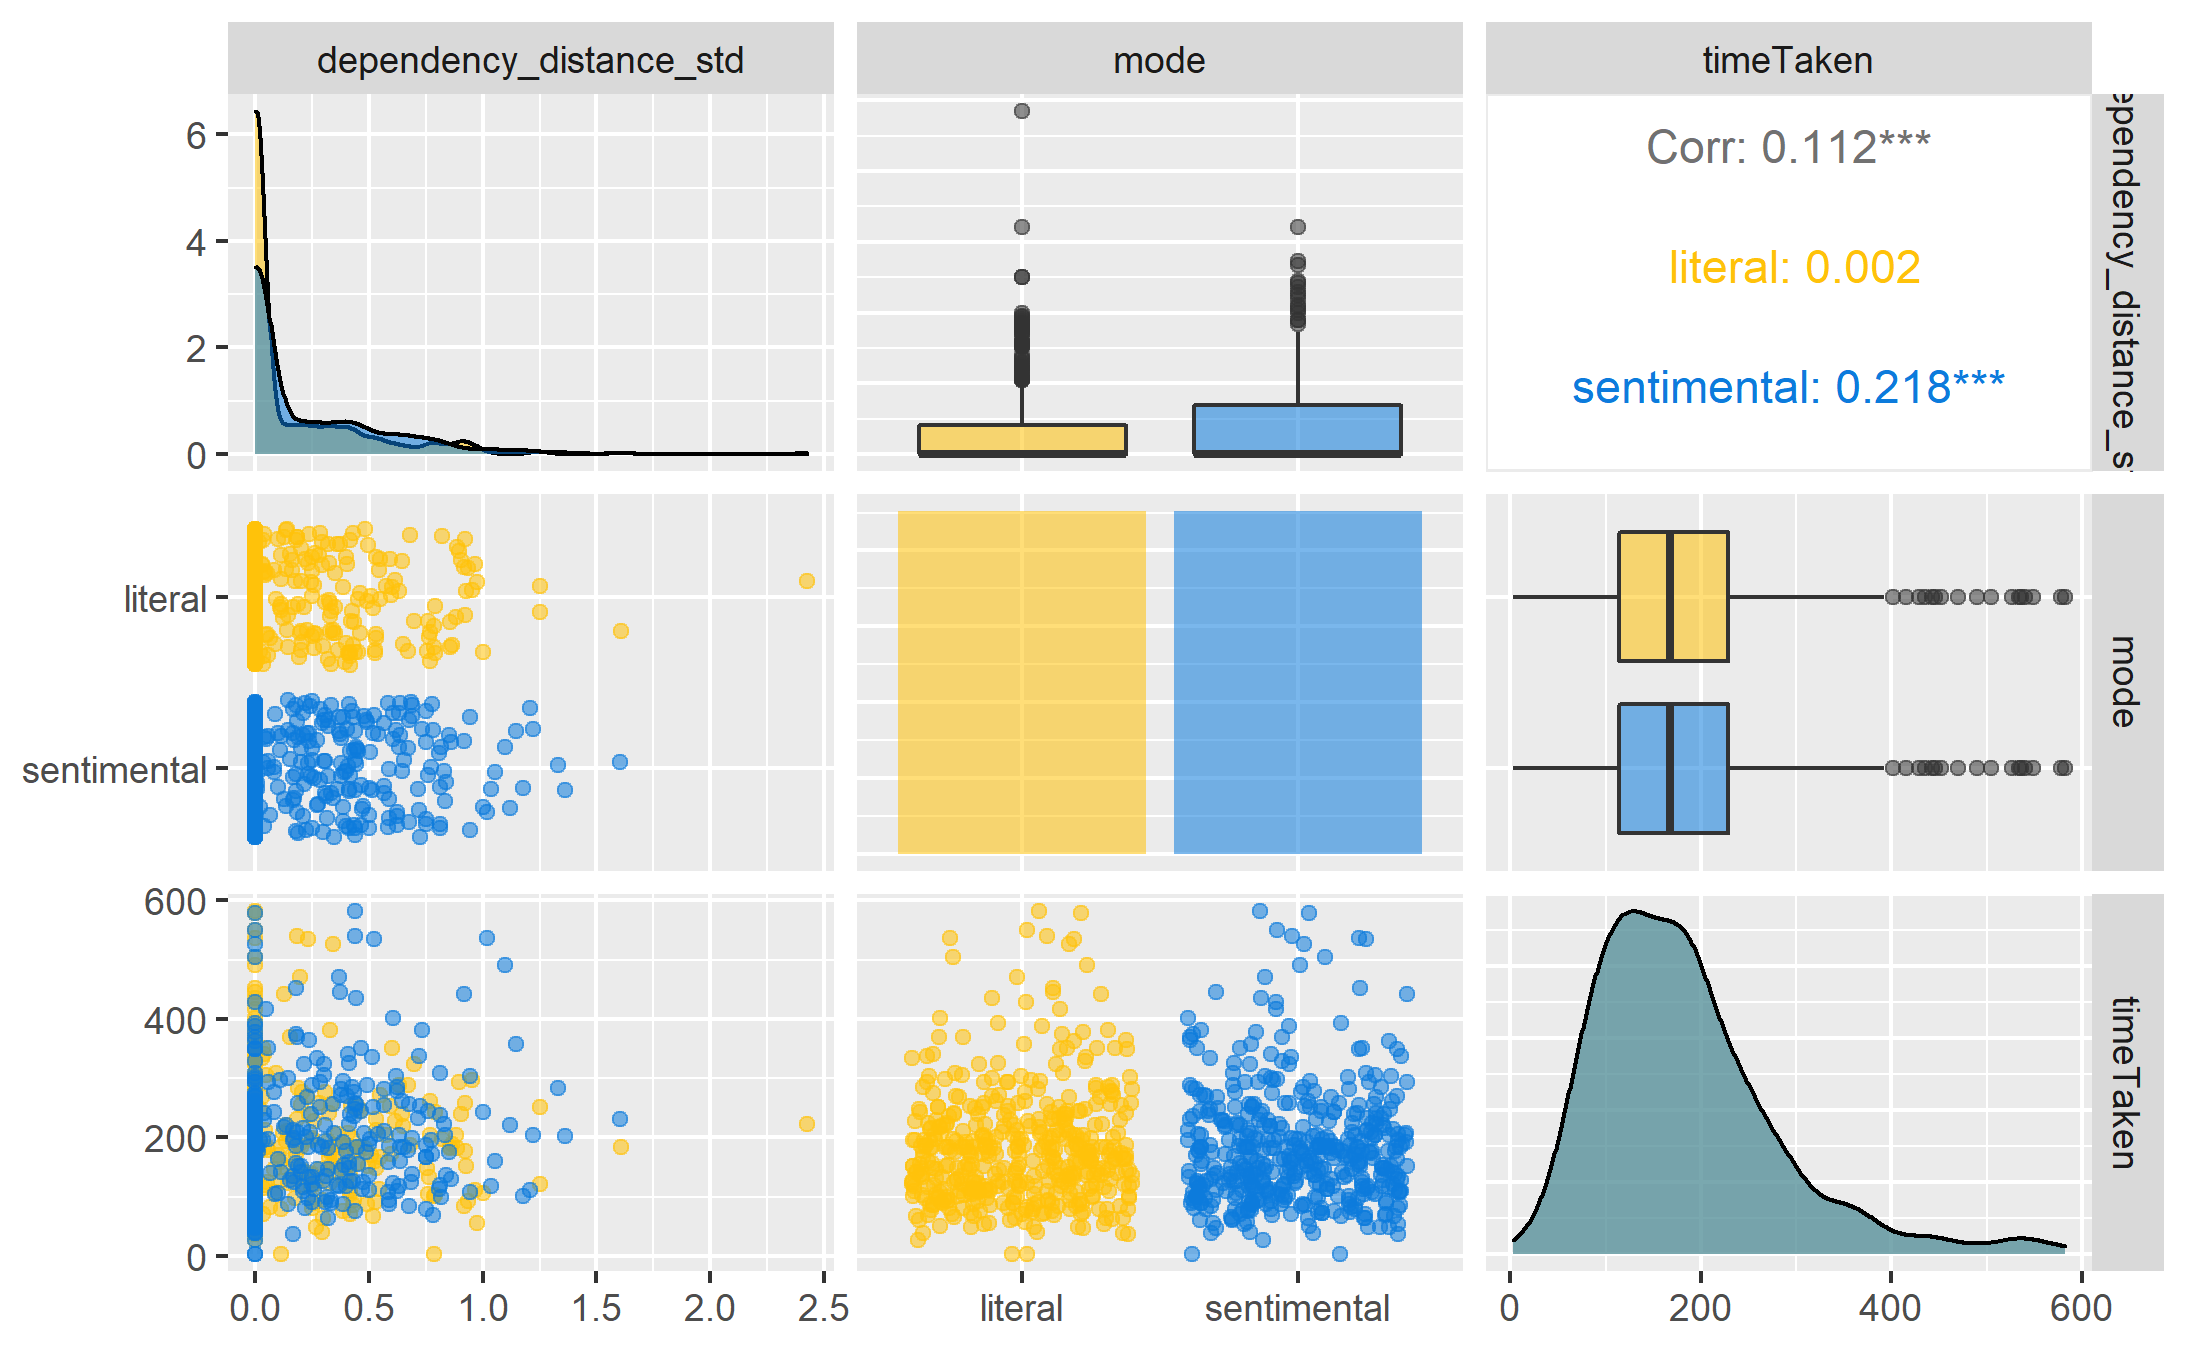 dependency_distance_std
mode
timeTaken
6
4
2
0
Corr: 0.112***
literal: 0.002
sentimental: 0.218***
ependency_distance_s
literal
sentimental
mode
600
400
200
0
timeTaken
0.0 0.5 1.0 1.5 2.0 2.5
literal sentimental
0 200 400 600